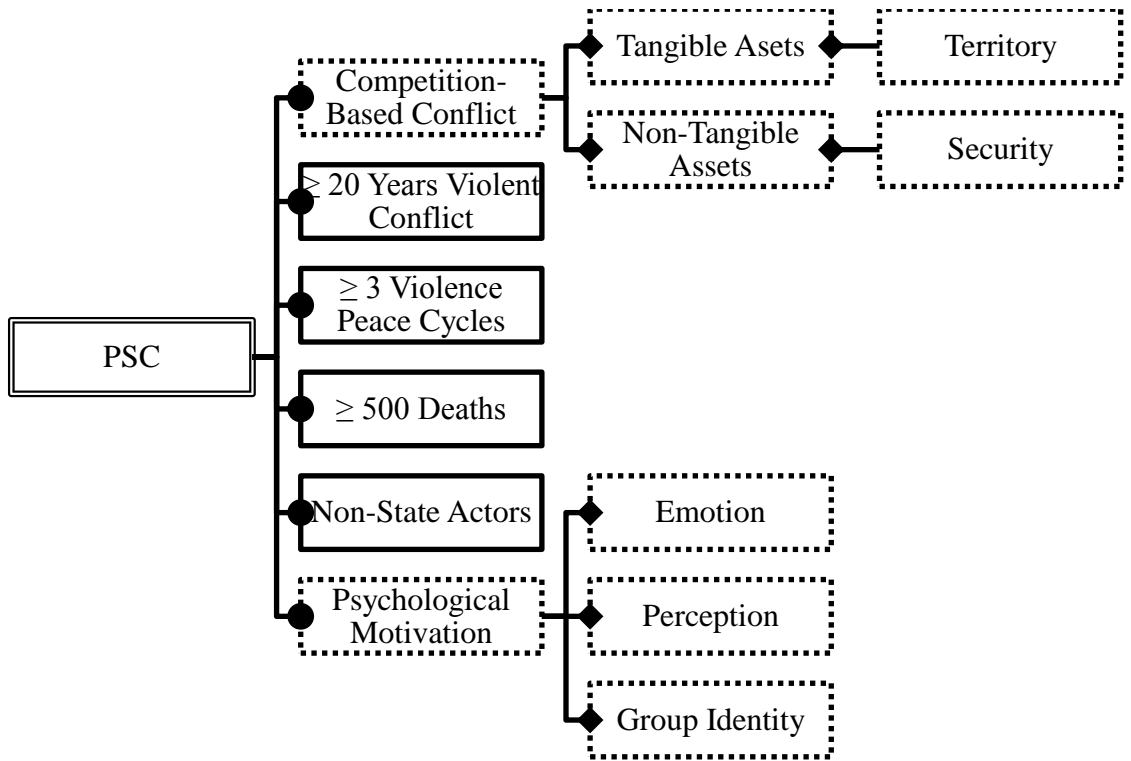 PSC
Competition-
Based Conflict
Tangible Asets
Territory
Non-Tangible
Assets
Security
≥ 20 Years Violent
Conflict
≥ 3 Violence
Peace Cycles
≥ 500 Deaths
Non-State Actors
Psychological
Motivation
Emotion
Perception
Group Identity